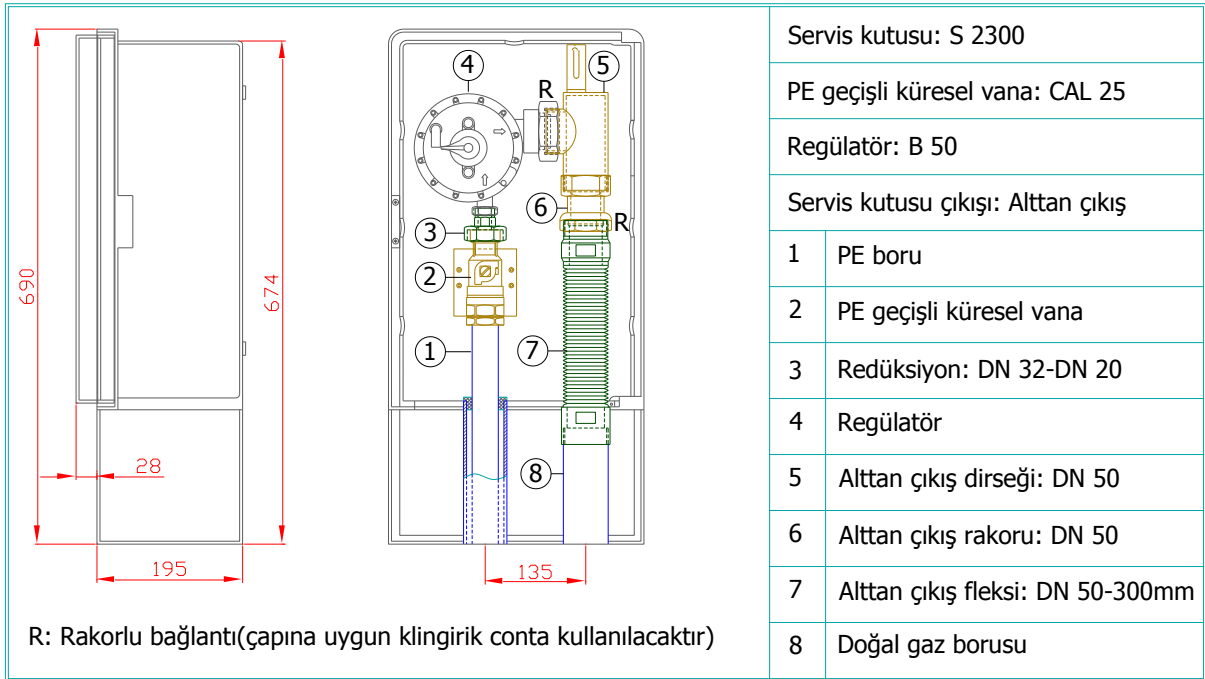 690
28
195
674
4
R
5
6
R
3
2
1
7
8
135
R: Rakorlu bağlantı(çapına uygun klingirik conta kullanılacaktır)
Servis kutusu: S 2300
PE geçişli küresel vana: CAL 25
Regülatör: B 50
Servis kutusu çıkışı: Alttan çıkış
1 PE boru
2 PE geçişli küresel vana
3 Redüksiyon: DN 32-DN 20
4 Regülatör
5 Alttan çıkış dirseği: DN 50
6 Alttan çıkış rakoru: DN 50
7 Alttan çıkış fleksi: DN 50-300mm
8 Doğal gaz borusu